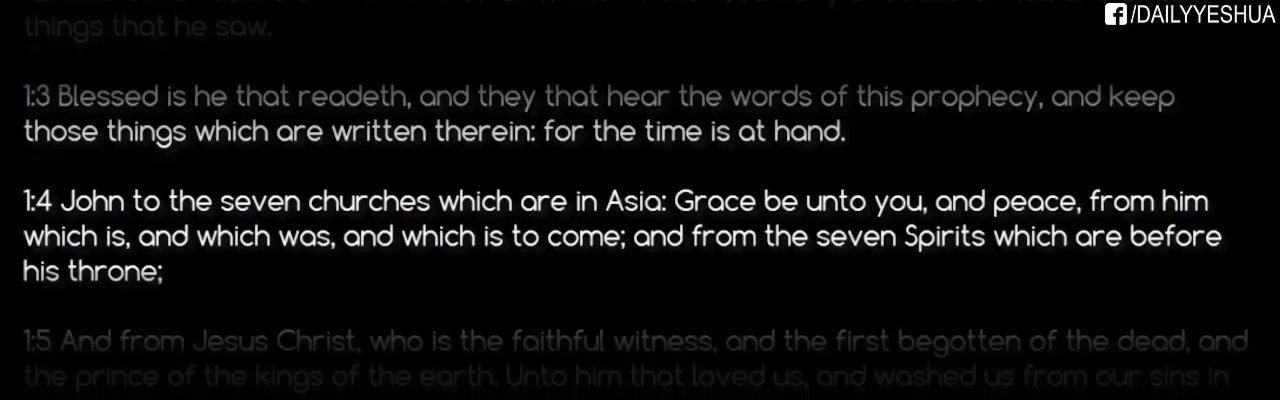 /DAILYYESHUA
things that he saw.
1:3 Blessed is he that readeth, and they that hear the words of this prophecy, and keep
those things which are written therein: for the time is at hand.
1:4 John to the seven churches which are in Asia: Grace be unto you, and peace, from him
which is, and which was, and which is to come; and from the seven Spirits which are before
his throne;
1:5 And from Jesus Christ, who is the faithful witness, and the first begotten of the dead, and
the prince of the kings of the earth. Unto him that loved us, and washed us from our sins in